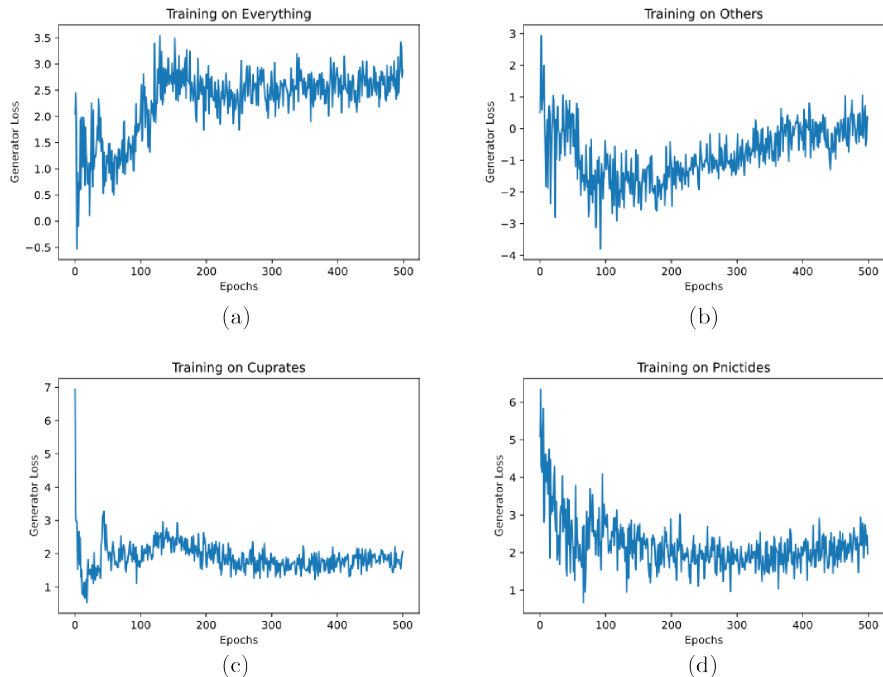 Training on Everything
Generator Loss
3.5
3.0
2.5
2.0
1.5
1.0
0.5
0.0
−0.5
0 100 200 300 400 500
Epochs
(a)
Training on Others
Generator Loss
3
2
1
0
−1
−2
−3
−4
0 100 200 300 400 500
Epochs
(b)
Training on Cuprates
Generator Loss
7
6
5
4
3
2
1
0 100 200 300 400 500
Epochs
(c)
Training on Pnictides
Generator Loss
6
5
4
3
2
1
0 100 200 300 400 500
Epochs
(d)